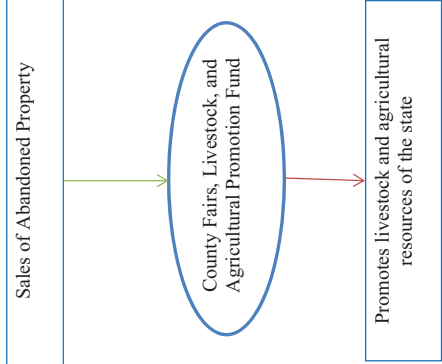 Sales of Abandoned Property
County Fairs, Livestock, and
Agricultural Promotion Fund
Promotes livestock and agricultural
resources of the state